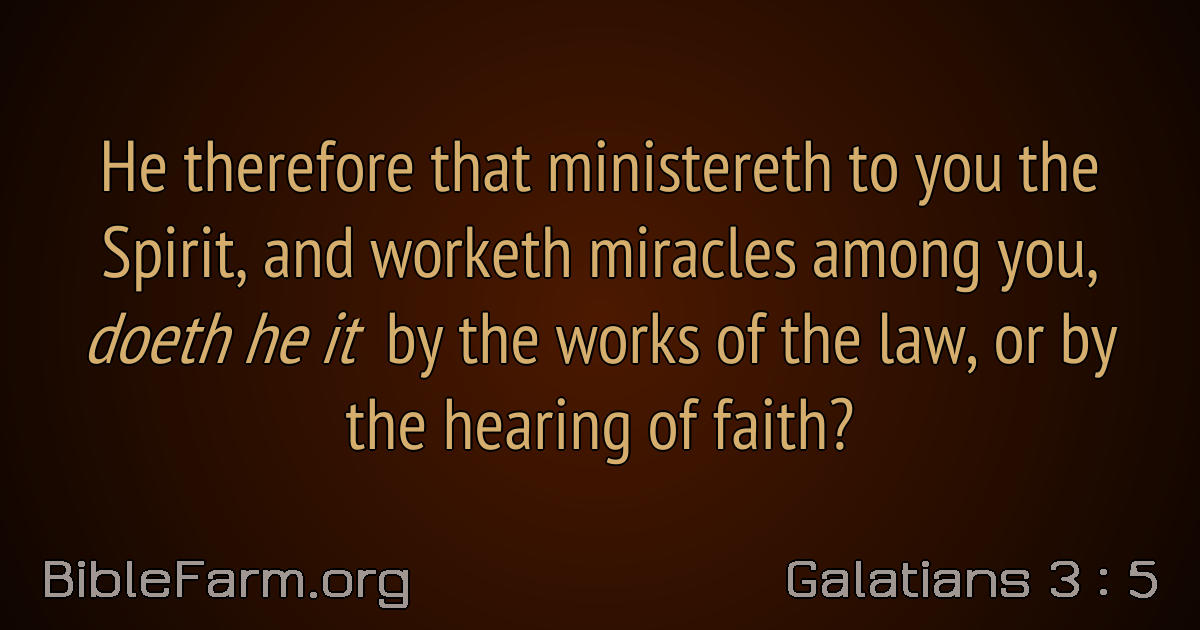 He therefore that ministereth to you the
Spirit, and worketh miracles among you,
doeth he it by the works of the law, or by
the hearing of faith?
BibleFarm.org
Galatians 3 : 5